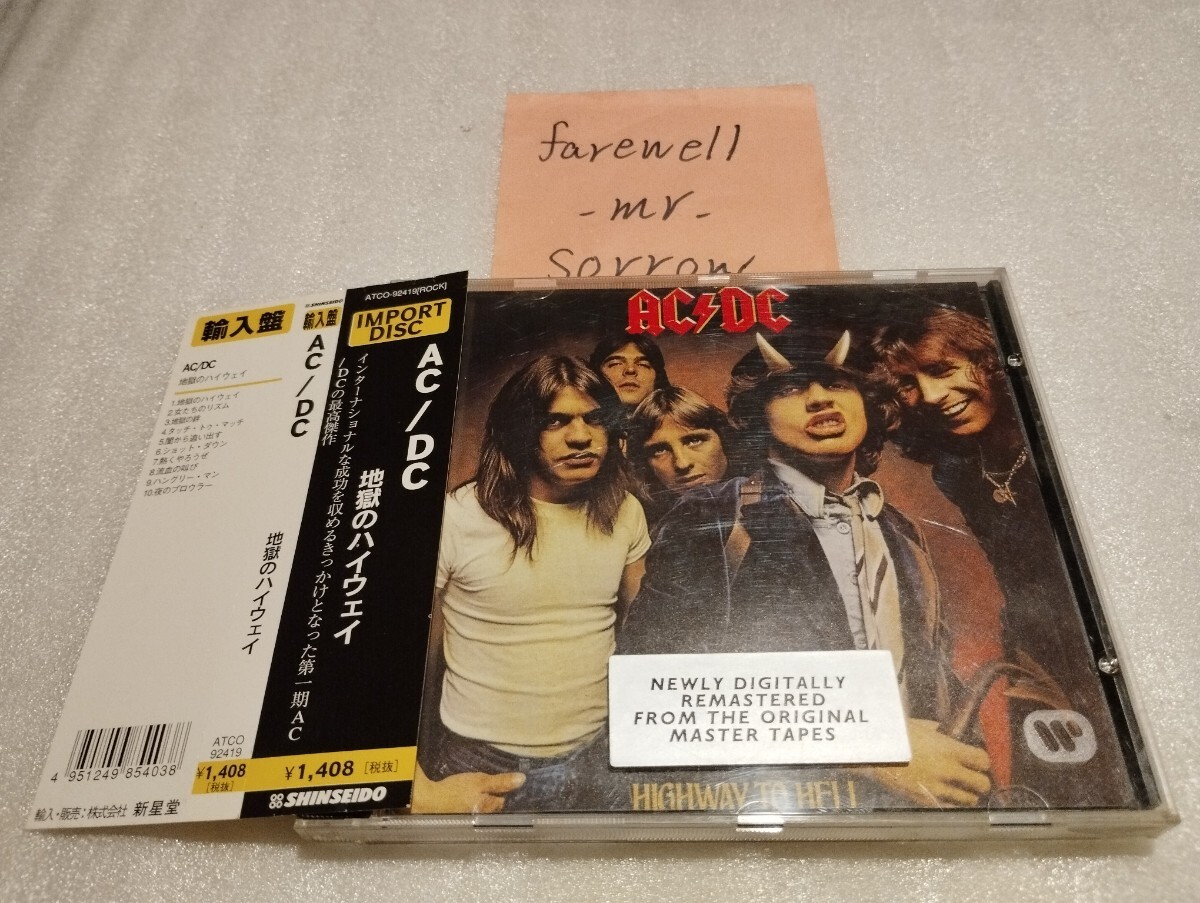 farewell
- mr -
sorrow
輸入盤
AC/DC
地獄のハイウェイ
1.地獄のハイウェイ
2.女たちのリズム
3.地獄の絆
4.タッチ・トゥ・マッチ
5.闇から追い出す
6.ショット・ダウン
7.熱くやろうぜ
8.流血の叫び
9.ハングリー・マン
10.夜のプロウラー
4 951249 854038
ATCO
92419
¥1,408
[税抜]
輸入・販売:株式会社 新星堂
SHINSEIDO
輸入盤
AC/DC
地獄のハイウェイ
ATCO-92419[ROCK]
IMPORT
DISC
AC/DC
地獄のハイウェイ
インターナショナルな成功を収めるきっかけとなった第一期AC
/DCの最高傑作
¥1,408 [税抜]
SHINSEIDO
AC DC
NEWLY DIGITALLY
REMASTERED
FROM THE ORIGINAL
MASTER TAPES
HIGHWAY TO HELL